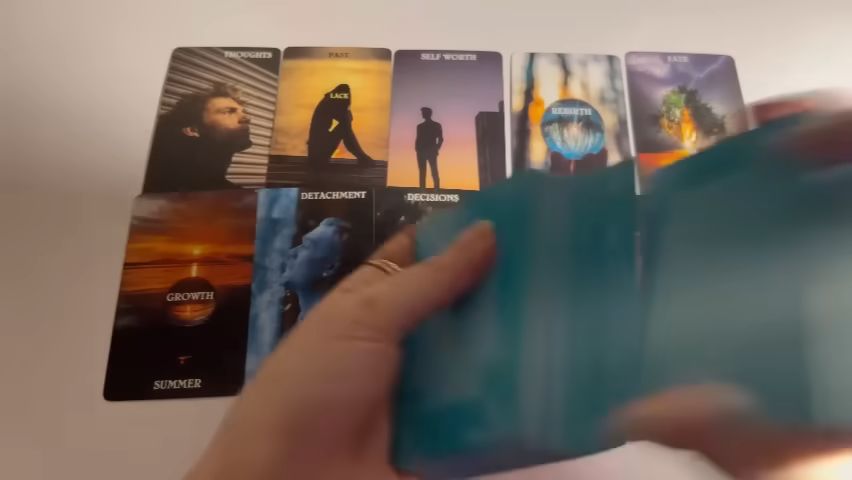 THOUGHTS
PAST
LACK
SELF WORTH
REBIRTH
FATE
GROWTH
SUMMER
DETACHMENT
DECISIONS